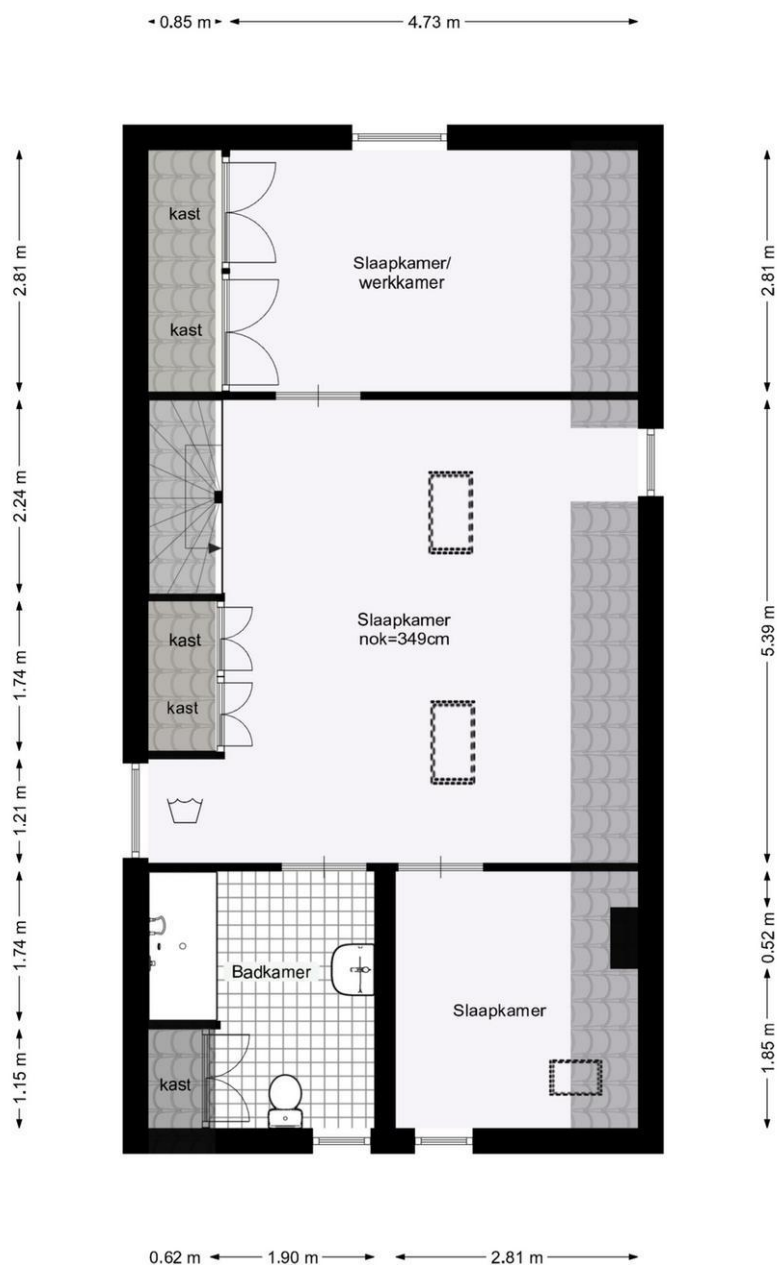 0.85 m
4.73 m
kast
kast
Slaapkamer/
werkkamer
2.81 m
2.81 m
2.24 m
kast
kast
Slaapkamer
nok=349cm
1.74 m
5.39 m
1.21 m
1.74 m
Badkamer
0.52 m
Slaapkamer
kast
1.15 m
1.85 m
0.62 m
1.90 m
2.81 m